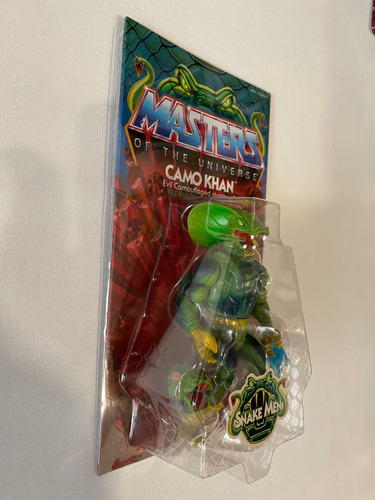 MASTERS
OF THE UNIVERSE
CAMO KHAN
Evil Camouflaged
SNAKE MEN